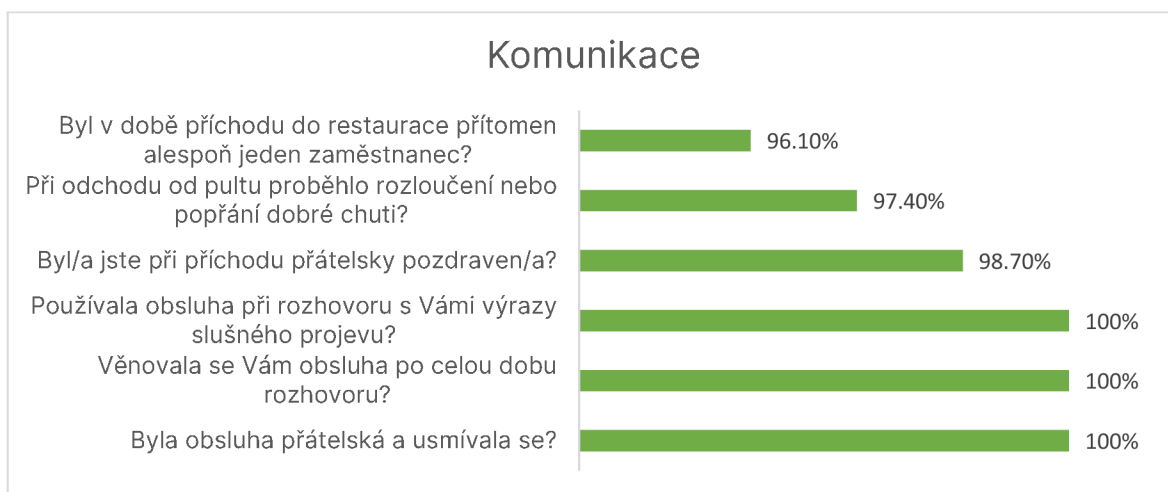 Komunikace
Byl v době příchodu do restaurace přítomen
alespoň jeden zaměstnanec?
96.10%
Při odchodu od pultu proběhlo rozloučení nebo
popřání dobré chuti?
97.40%
Byl/a jste při příchodu přátelsky pozdraven/a?
98.70%
Používala obsluha při rozhovoru s Vámi výrazy
slušného projevu?
100%
Věnovala se Vám obsluha po celou dobu
rozhovoru?
100%
Byla obsluha přátelská a usmívala se?
100%